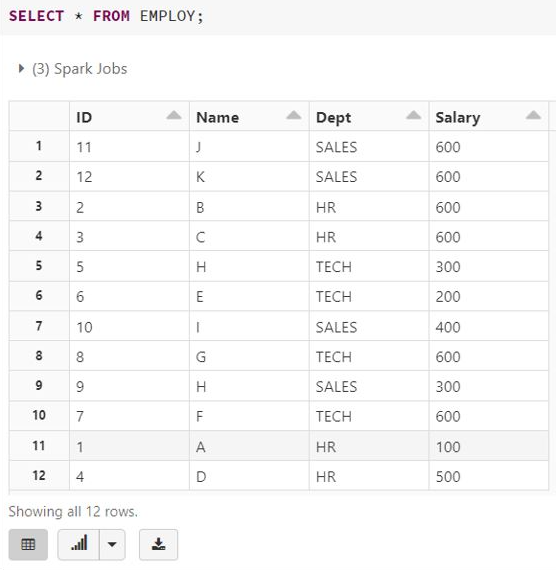 SELECT * FROM EMPLOY;
(3) Spark Jobs
ID Name Dept Salary
1 11 J SALES 600
2 12 K SALES 600
3 2 B HR 600
4 3 C HR 600
5 5 H TECH 300
6 6 E TECH 200
7 10 I SALES 400
8 8 G TECH 600
9 9 H SALES 300
10 7 F TECH 600
11 1 A HR 100
12 4 D HR 500
Showing all 12 rows.